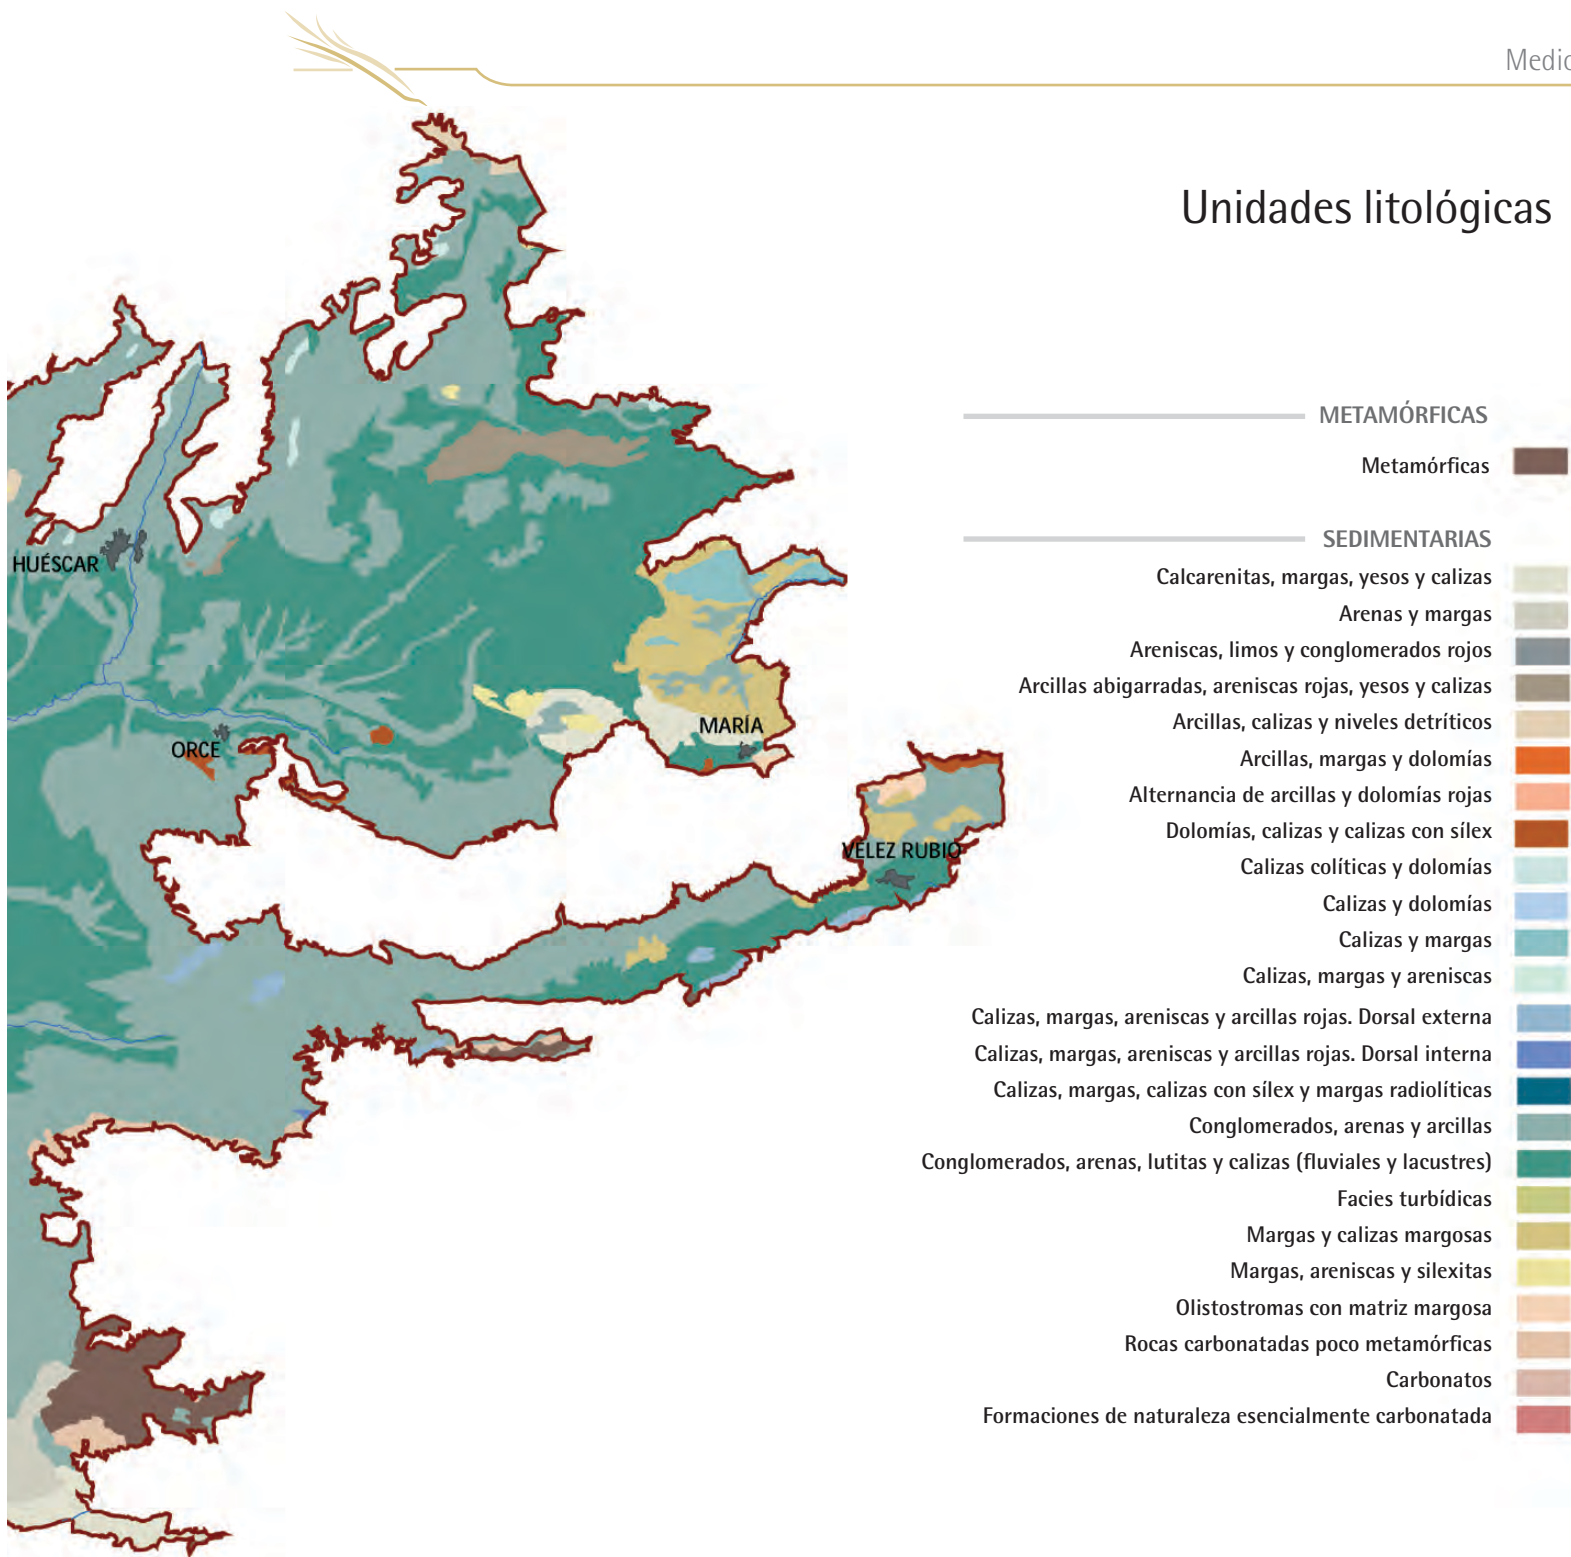 Medio
Unidades litológicas
METAMÓRFICAS
Metamórficas
SEDIMENTARIAS
Calcarenitas, margas, yesos y calizas
Arenas y margas
Areniscas, limos y conglomerados rojos
Arcillas abigarradas, areniscas rojas, yesos y calizas
Arcillas, calizas y niveles detríticos
Arcillas, margas y dolomías
Alternancia de arcillas y dolomías rojas
Dolomías, calizas y calizas con sílex
Calizas colíticas y dolomías
Calizas y dolomías
Calizas y margas
Calizas, margas y areniscas
Calizas, margas, areniscas y arcillas rojas. Dorsal externa
Calizas, margas, areniscas y arcillas rojas. Dorsal interna
Calizas, margas, calizas con sílex y margas radiolíticas
Conglomerados, arenas y arcillas
Conglomerados, arenas, lutitas y calizas (fluviales y lacustres)
Facies turbídicas
Margas y calizas margosas
Margas, areniscas y silexitas
Olistostromas con matriz margosa
Rocas carbonatadas poco metamórficas
Carbonatos
Formaciones de naturaleza esencialmente carbonatada
HUÉSCAR
ORCE
MARÍA
VÉLEZ RUBIO